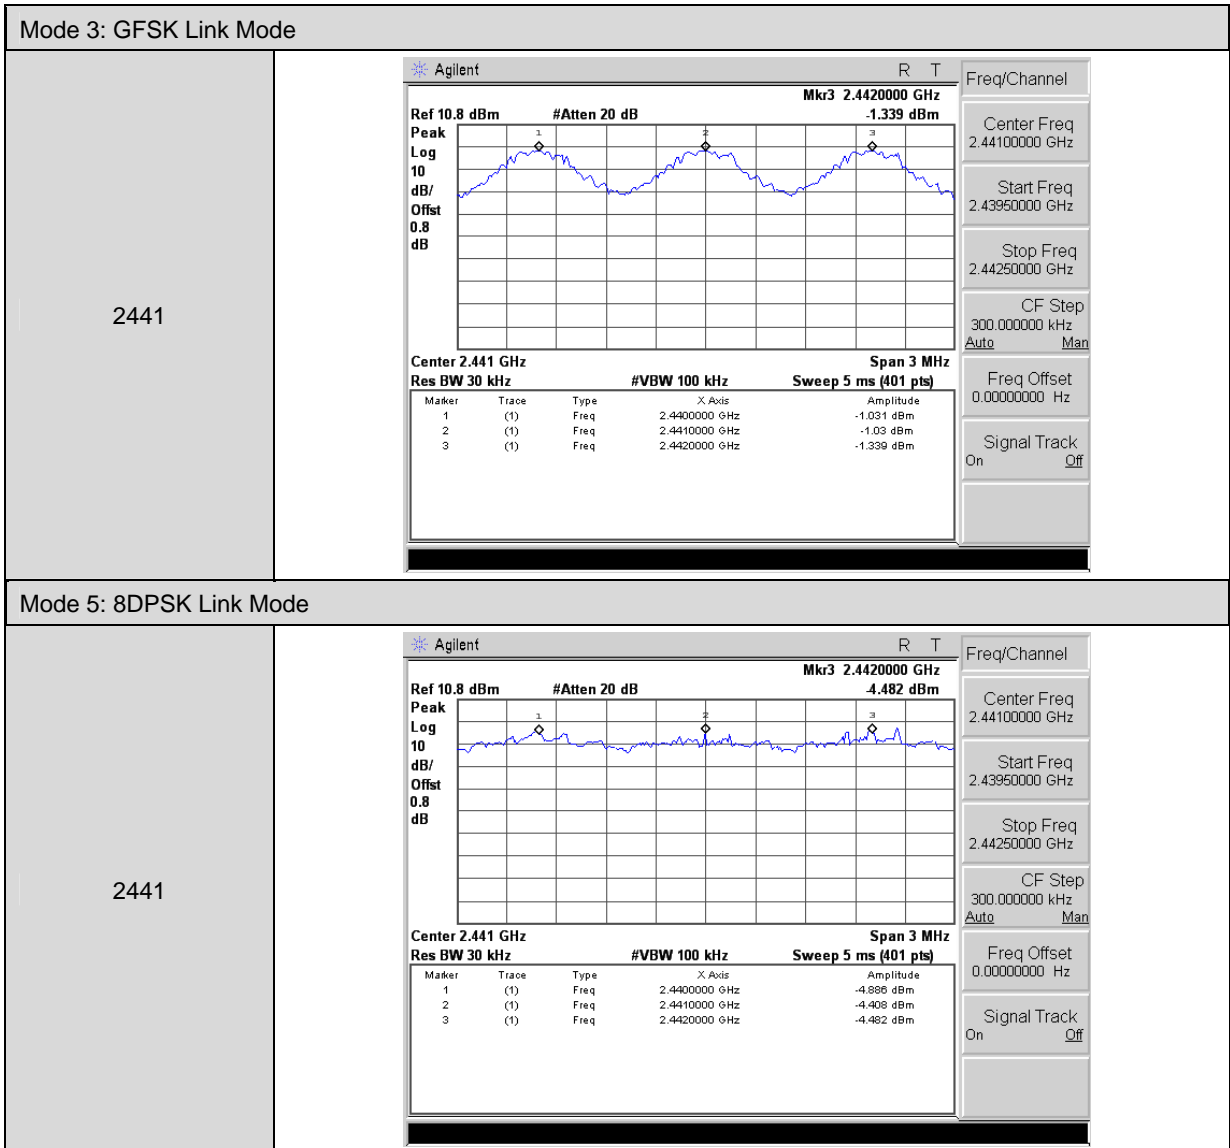 Mode 3: GFSK Link Mode
2441
Agilent R T
Mkr3 2.4420000 GHz
Ref 10.8 dBm #Atten 20 dB -1.339 dBm
Peak
Log
10
dB/
Offst
0.8
dB
1 2 3
Center 2.441 GHz Span 3 MHz
Res BW 30 kHz #VBW 100 kHz Sweep 5 ms (401 pts)
Marker Trace Type X Axis Amplitude
1 (1) Freq 2.4400000 GHz -1.031 dBm
2 (1) Freq 2.4410000 GHz -1.03 dBm
3 (1) Freq 2.4420000 GHz -1.339 dBm
Freq/Channel
Center Freq
2.44100000 GHz
Start Freq
2.43950000 GHz
Stop Freq
2.44250000 GHz
CF Step
300.000000 kHz
Auto Man
Freq Offset
0.00000000 Hz
Signal Track
On Off
Mode 5: 8DPSK Link Mode
2441
Agilent R T
Mkr3 2.4420000 GHz
Ref 10.8 dBm #Atten 20 dB -4.482 dBm
Peak
Log
10
dB/
Offst
0.8
dB
1 2 3
Center 2.441 GHz Span 3 MHz
Res BW 30 kHz #VBW 100 kHz Sweep 5 ms (401 pts)
Marker Trace Type X Axis Amplitude
1 (1) Freq 2.4400000 GHz -4.886 dBm
2 (1) Freq 2.4410000 GHz -4.408 dBm
3 (1) Freq 2.4420000 GHz -4.482 dBm
Freq/Channel
Center Freq
2.44100000 GHz
Start Freq
2.43950000 GHz
Stop Freq
2.44250000 GHz
CF Step
300.000000 kHz
Auto Man
Freq Offset
0.00000000 Hz
Signal Track
On Off